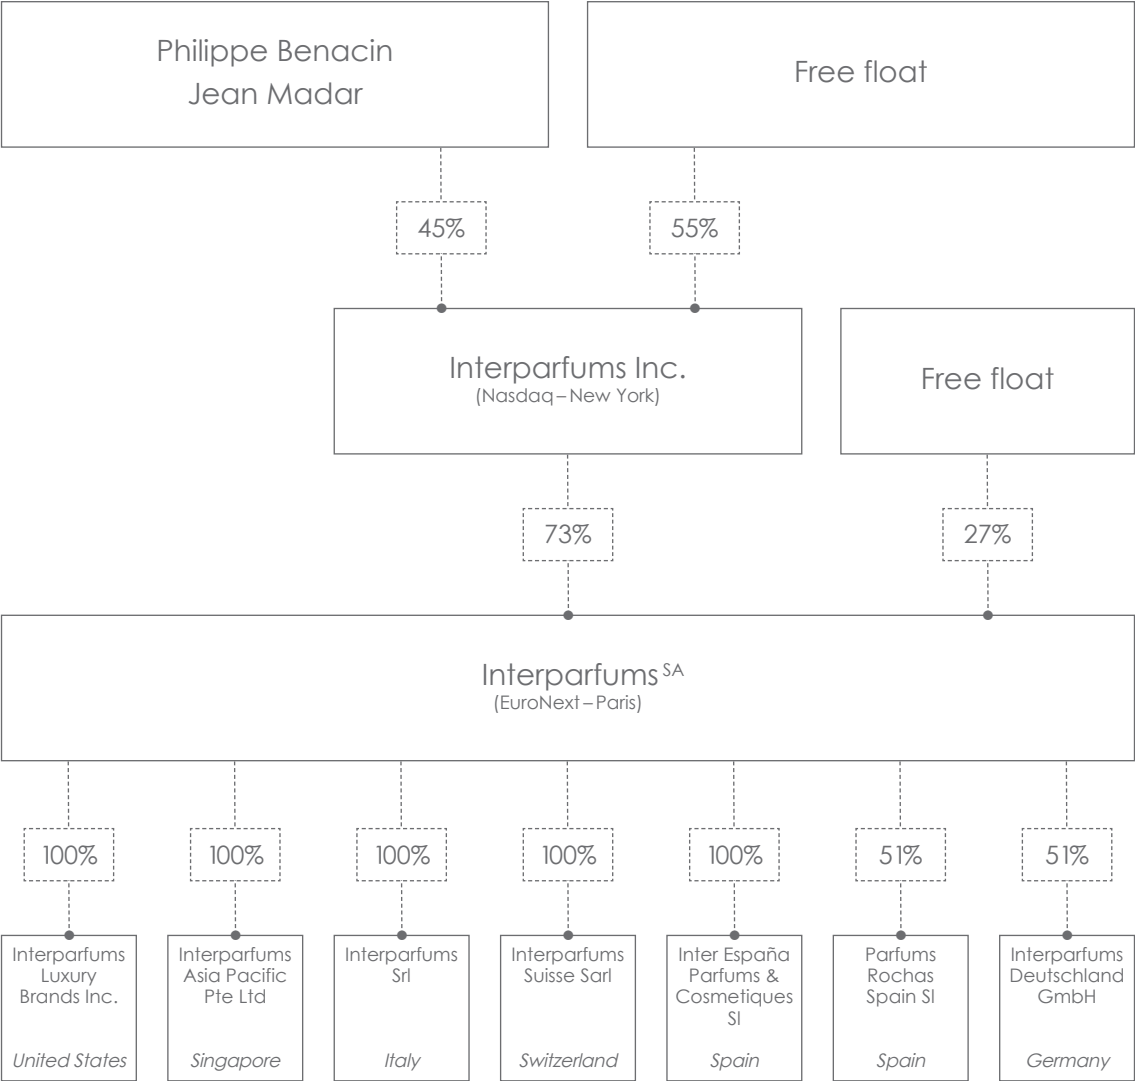 Philippe Benacin
Jean Madar
Free float
45%
55%
Interparfums Inc.
(Nasdaq – New York)
Free float
73%
27%
Interparfums SA
(EuroNext – Paris)
100%
100%
100%
100%
100%
51%
51%
Interparfums
Luxury
Brands Inc.
United States
Interparfums
Asia Pacific
Pte Ltd
Singapore
Interparfums
Srl
Italy
Interparfums
Suisse Sarl
Switzerland
Inter España
Parfums &
Cosmetiques
Sl
Spain
Parfums
Rochas
Spain Sl
Spain
Interparfums
Deutschland
GmbH
Germany